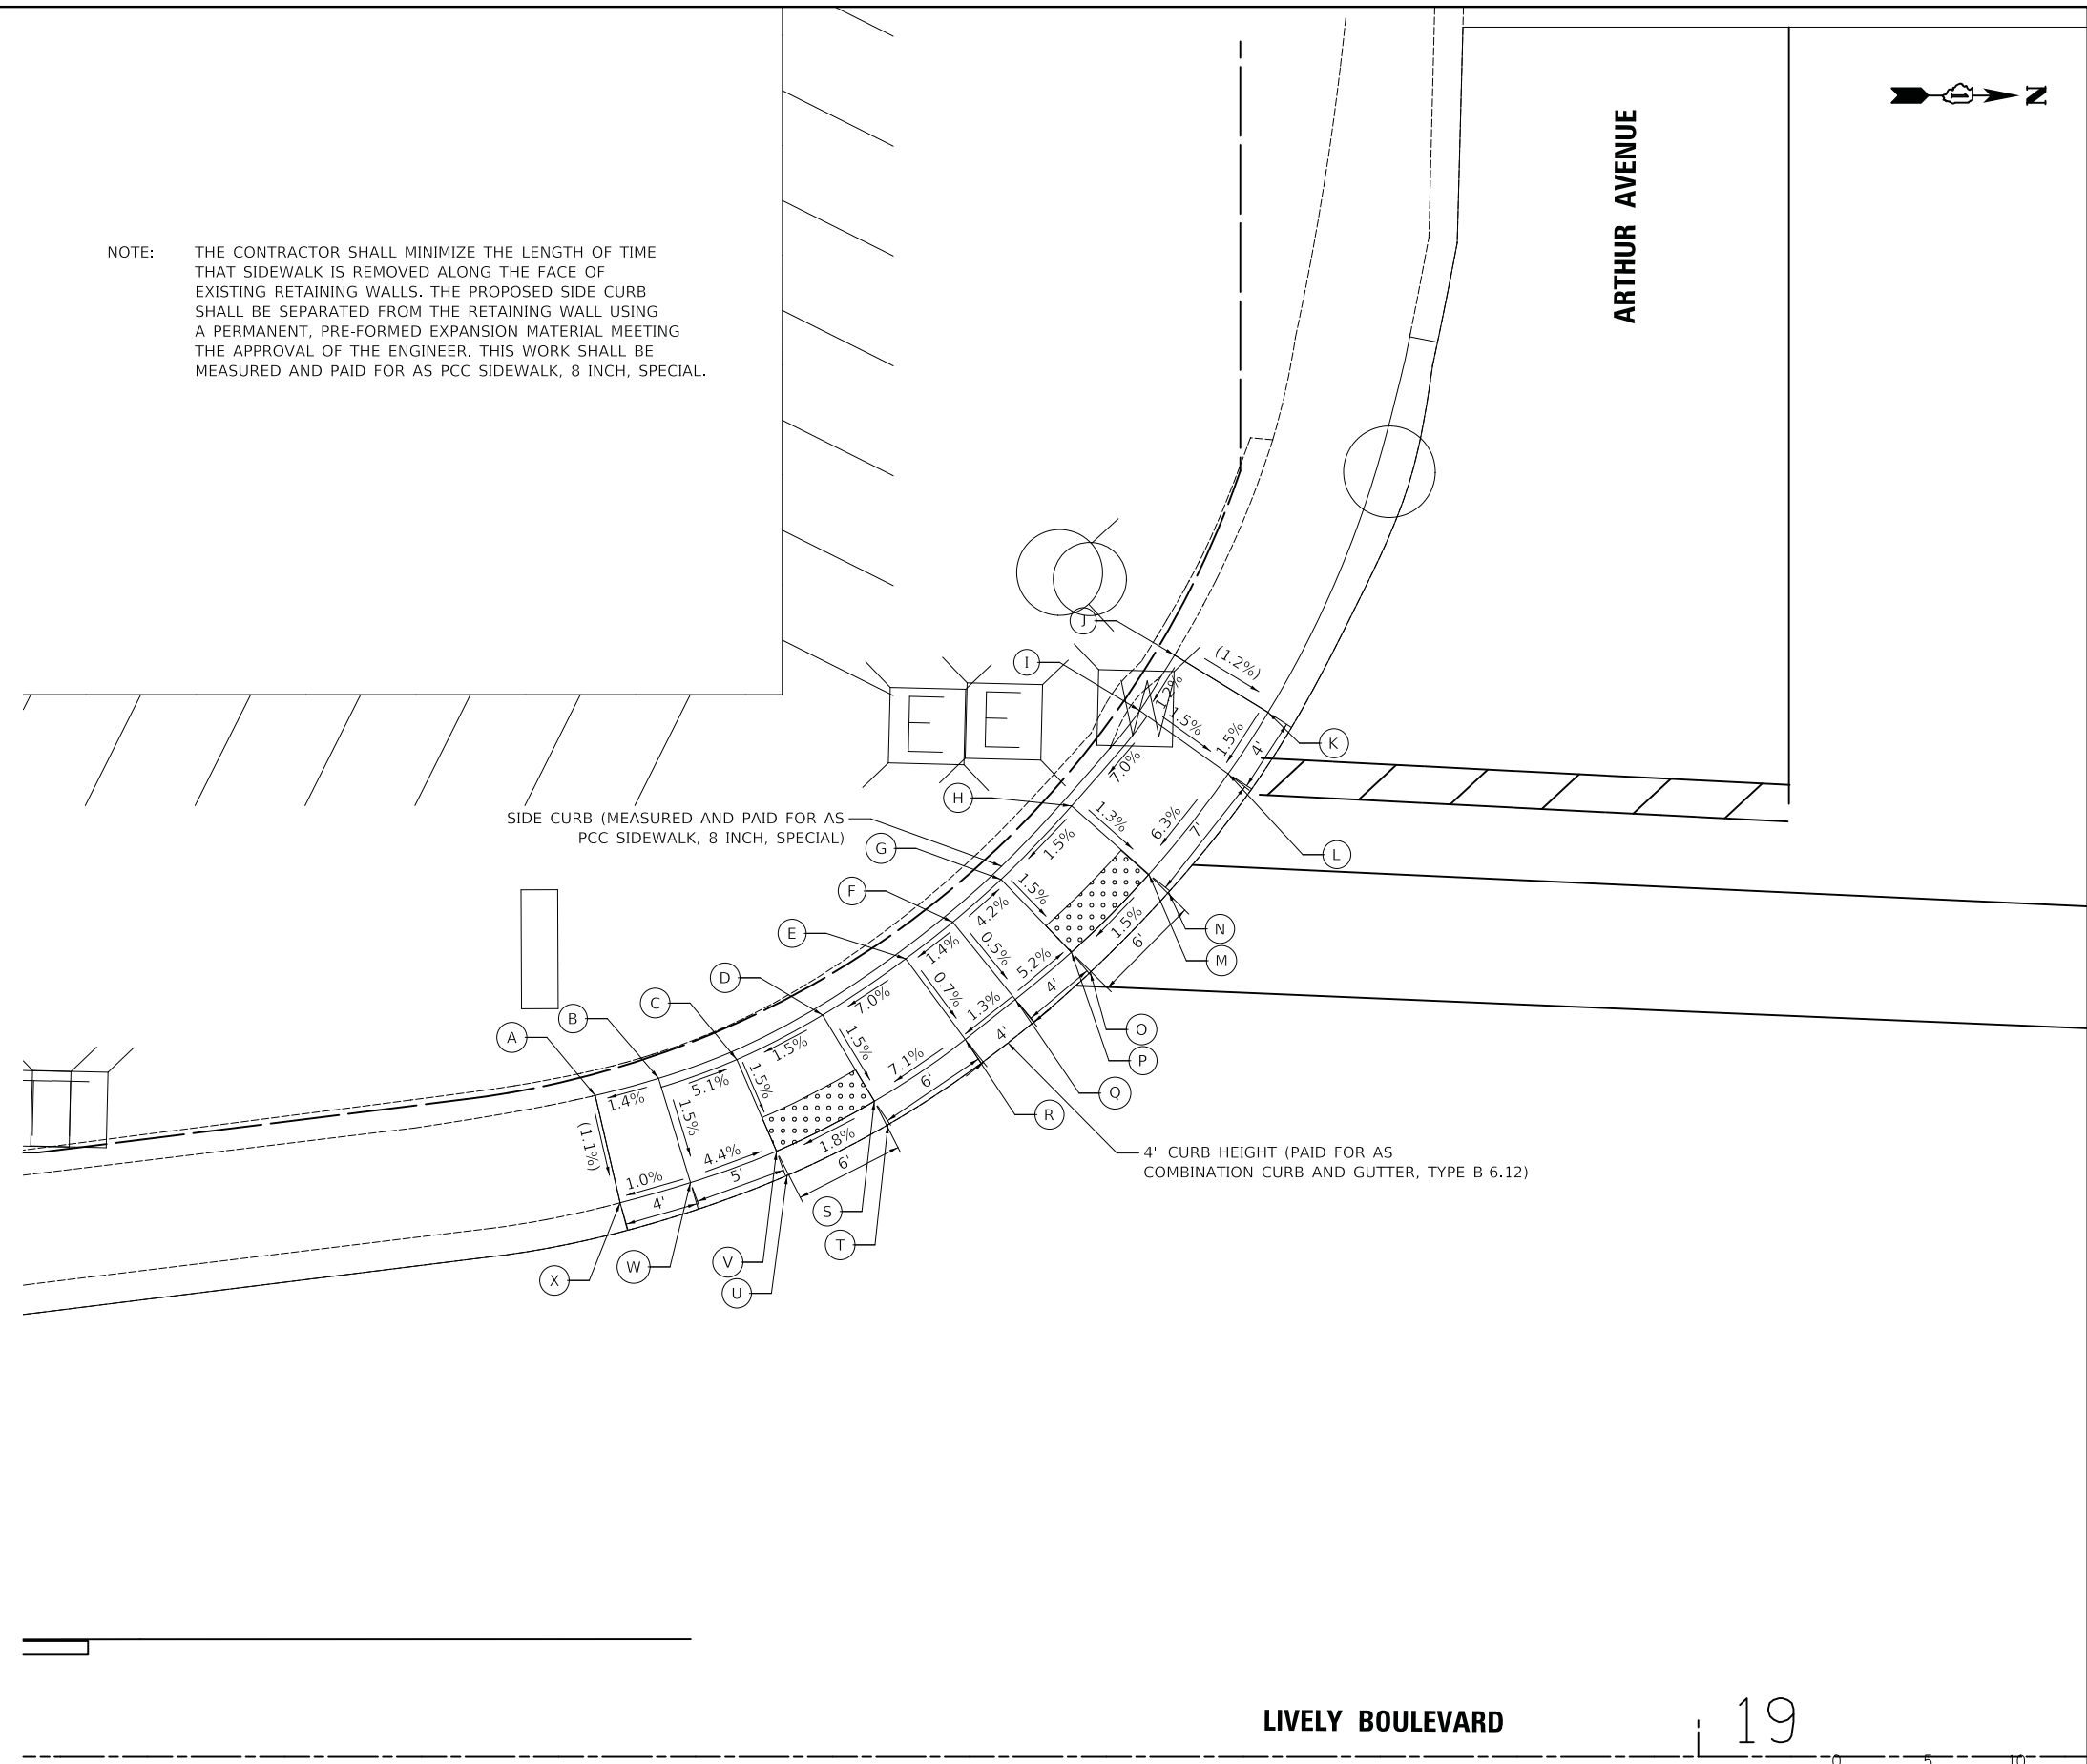 ARTHUR AVENUE
N
1
NOTE: THE CONTRACTOR SHALL MINIMIZE THE LENGTH OF TIME
THAT SIDEWALK IS REMOVED ALONG THE FACE OF
EXISTING RETAINING WALLS. THE PROPOSED SIDE CURB
SHALL BE SEPARATED FROM THE RETAINING WALL USING
A PERMANENT, PRE-FORMED EXPANSION MATERIAL MEETING
THE APPROVAL OF THE ENGINEER. THIS WORK SHALL BE
MEASURED AND PAID FOR AS PCC SIDEWALK, 8 INCH, SPECIAL.
J
I
(1.2%)
1.2%
1.5%
1.5%
K
4'
E
E
W
7.0%
H
1.3%
6.3%
7'
L
SIDE CURB (MEASURED AND PAID FOR AS
PCC SIDEWALK, 8 INCH, SPECIAL)
G
1.5%
1.5%
F
4.2%
1.5%
6'
N
M
E
1.4%
0.5%
5.2%
4'
D
0.7%
1.3%
4'
O
P
C
7.0%
B
A
1.5%
1.5%
7.1%
6'
Q
R
5.1%
1.5%
1.4%
1.5%
(1.1%)
1.8%
6'
4.4%
5'
1.0%
4'
4" CURB HEIGHT (PAID FOR AS
COMBINATION CURB AND GUTTER, TYPE B-6.12)
S
T
V
U
W
X
LIVELY BOULEVARD
19
0 5 10